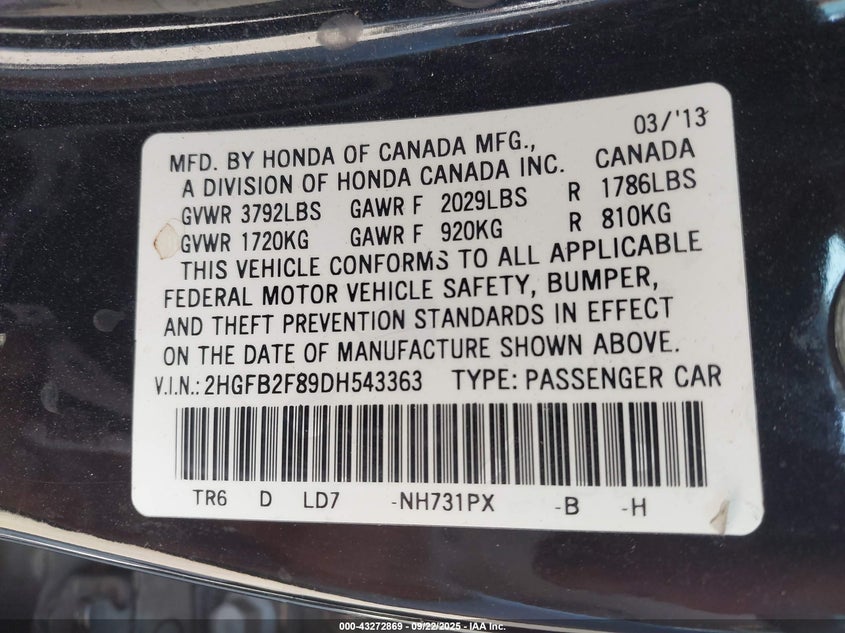 03/'13
MFD. BY HONDA OF CANADA MFG.,
A DIVISION OF HONDA CANADA INC. CANADA
GVWR 3792LBS GAWR F 2029LBS R 1786LBS
GVWR 1720KG GAWR F 920KG R 810KG
THIS VEHICLE CONFORMS TO ALL APPLICABLE
FEDERAL MOTOR VEHICLE SAFETY, BUMPER,
AND THEFT PREVENTION STANDARDS IN EFFECT
ON THE DATE OF MANUFACTURE SHOWN ABOVE.
V.I.N.: 2HGFB2F89DH543363 TYPE: PASSENGER CAR
TR6 D LD7 -NH731PX -B -H
000-43272869 - 09/22/2025 - IAA Inc.